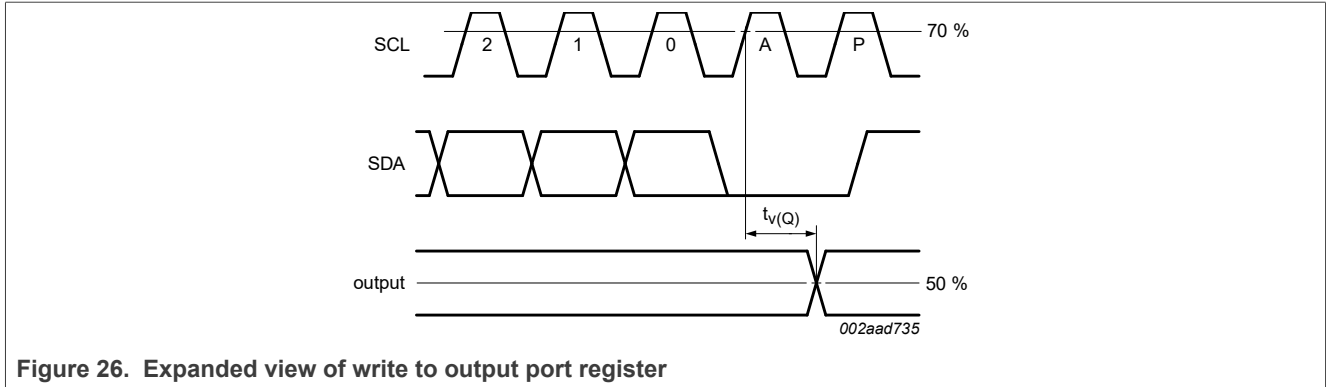 SCL 2 1 0 A P 70 %
SDA
tv(Q)
output 50 %
002aad735
Figure 26. Expanded view of write to output port register